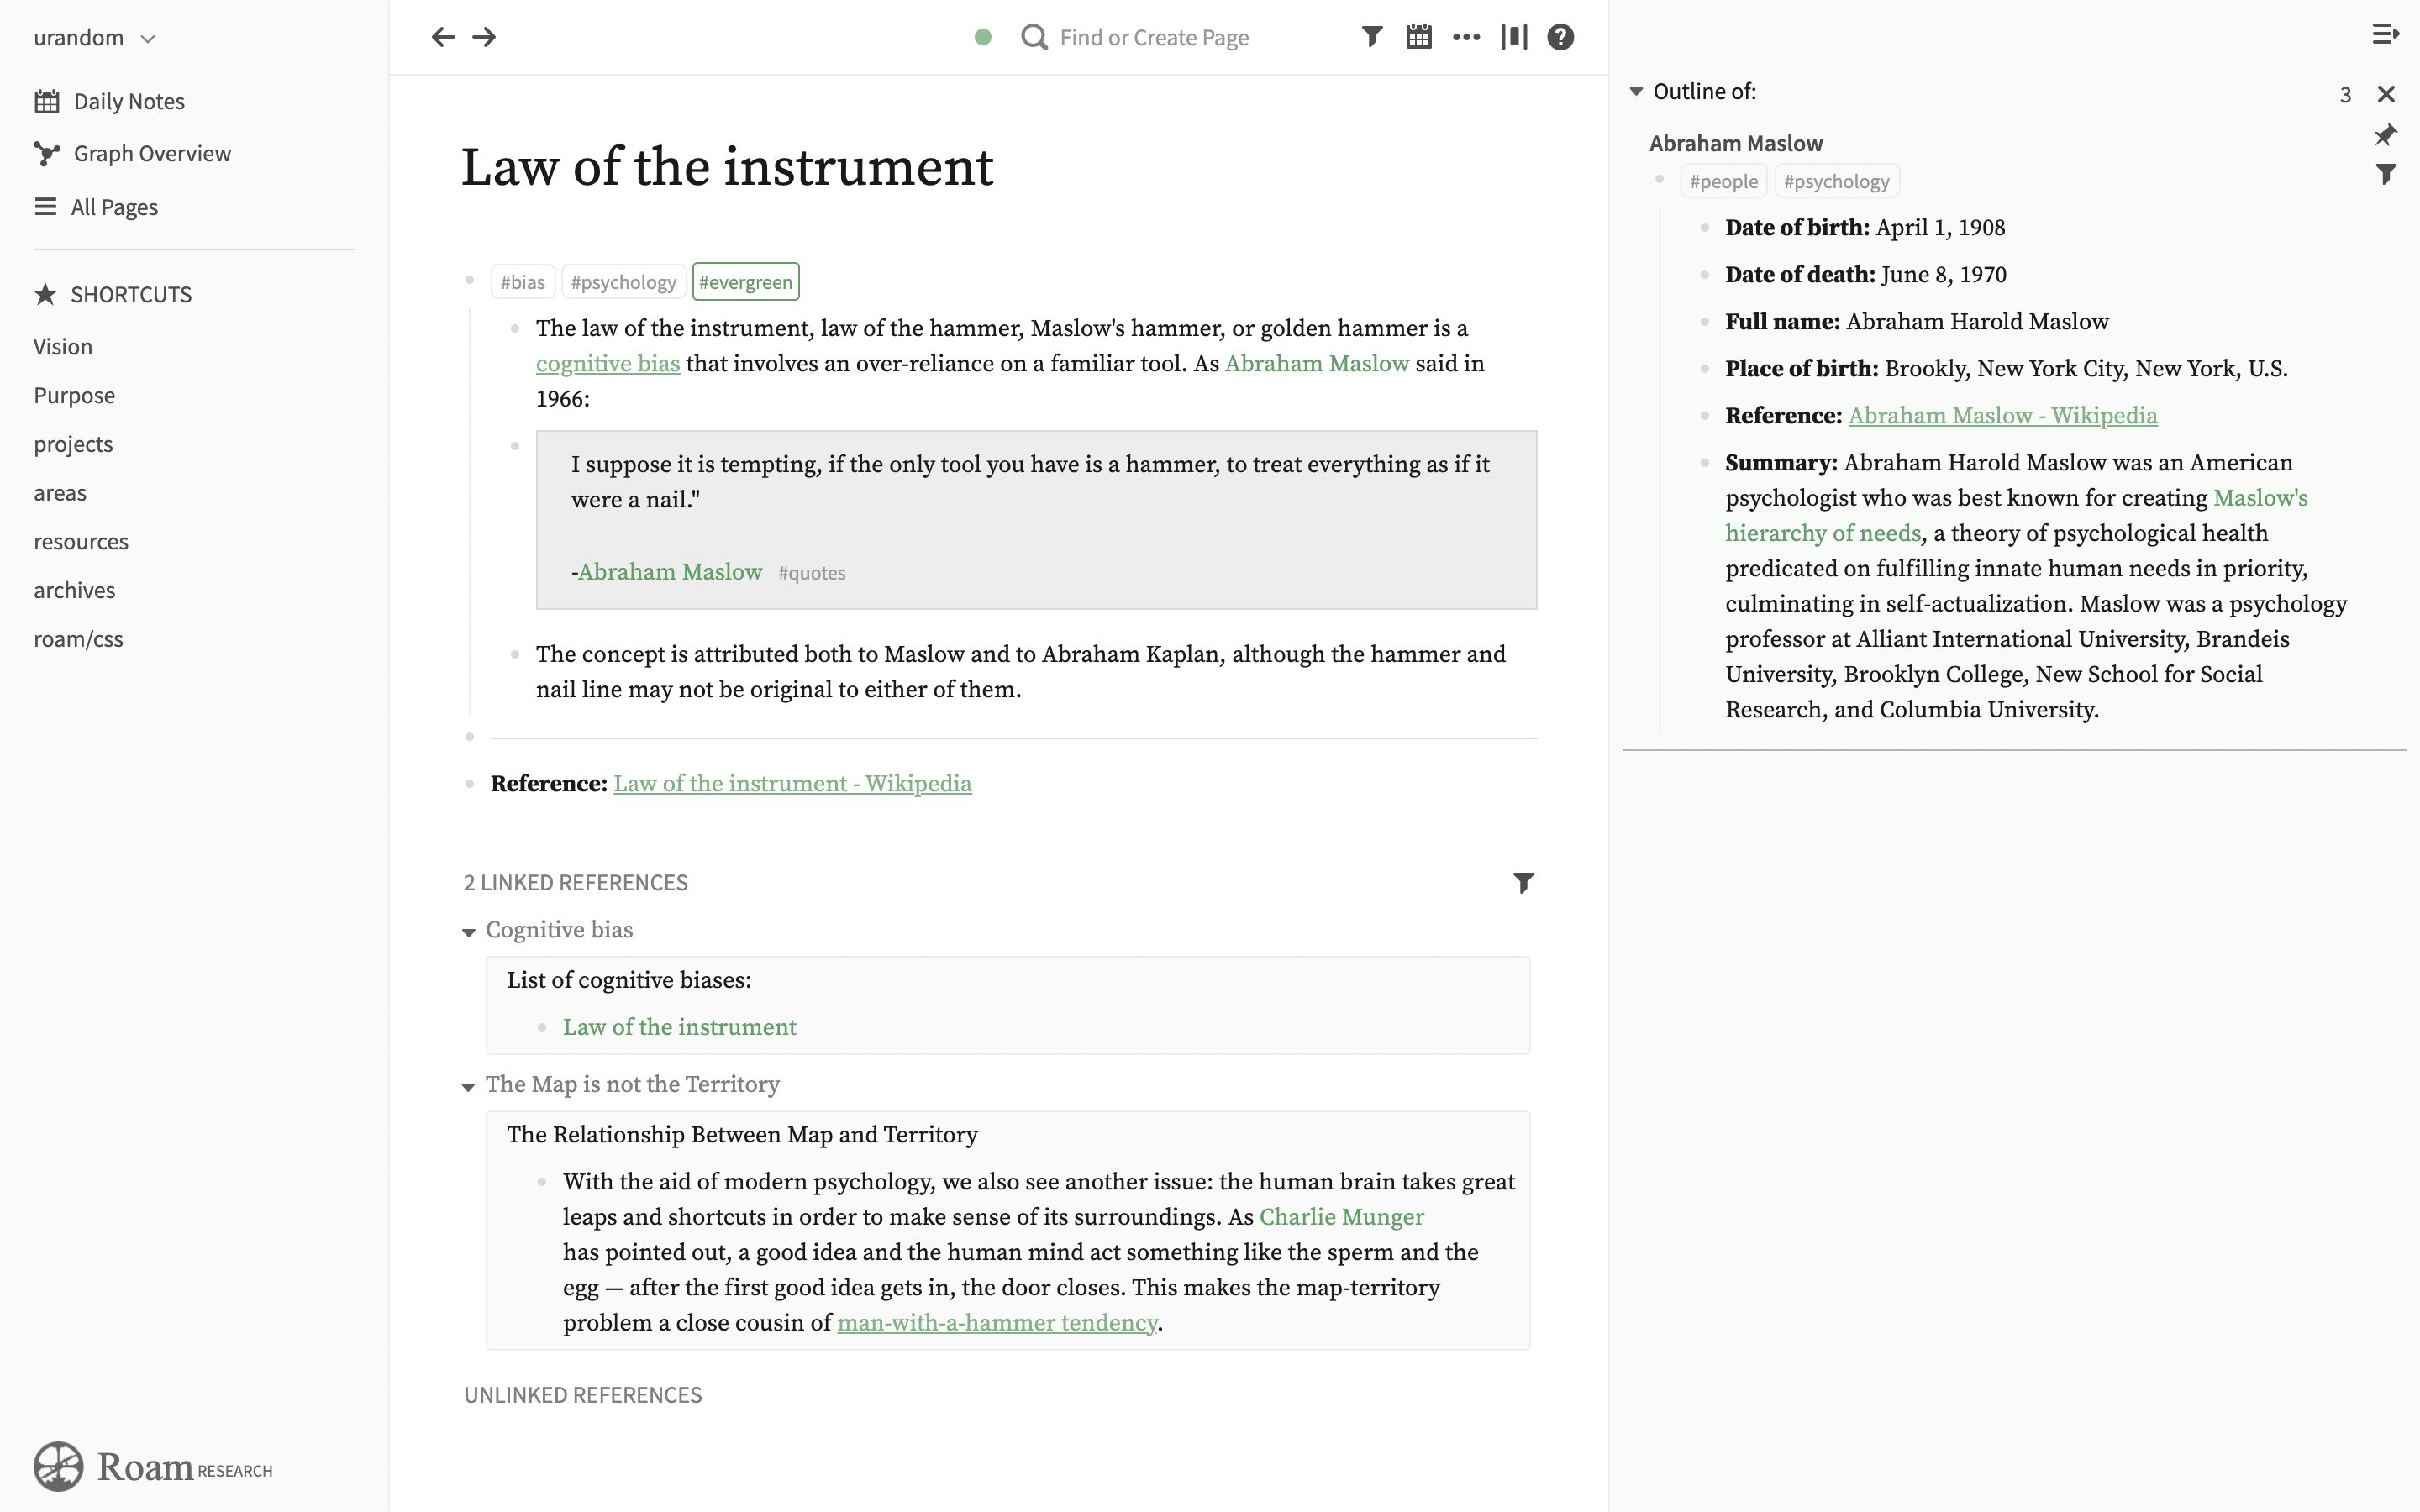 urandom
Daily Notes
Graph Overview
All Pages
SHORTCUTS
Vision
Purpose
projects
areas
resources
archives
roam/css
Roam RESEARCH
Find or Create Page
Law of the instrument
#bias #psychology #evergreen
The law of the instrument, law of the hammer, Maslow's hammer, or golden hammer is a
cognitive bias that involves an over-reliance on a familiar tool. As Abraham Maslow said in
1966:
I suppose it is tempting, if the only tool you have is a hammer, to treat everything as if it
were a nail."
-Abraham Maslow #quotes
The concept is attributed both to Maslow and to Abraham Kaplan, although the hammer and
nail line may not be original to either of them.
Reference: Law of the instrument - Wikipedia
2 LINKED REFERENCES
Cognitive bias
List of cognitive biases:
Law of the instrument
The Map is not the Territory
The Relationship Between Map and Territory
With the aid of modern psychology, we also see another issue: the human brain takes great
leaps and shortcuts in order to make sense of its surroundings. As Charlie Munger
has pointed out, a good idea and the human mind act something like the sperm and the
egg — after the first good idea gets in, the door closes. This makes the map-territory
problem a close cousin of man-with-a-hammer tendency.
UNLINKED REFERENCES
Outline of: 3
Abraham Maslow
#people #psychology
Date of birth: April 1, 1908
Date of death: June 8, 1970
Full name: Abraham Harold Maslow
Place of birth: Brookly, New York City, New York, U.S.
Reference: Abraham Maslow - Wikipedia
Summary: Abraham Harold Maslow was an American
psychologist who was best known for creating Maslow's
hierarchy of needs, a theory of psychological health
predicated on fulfilling innate human needs in priority,
culminating in self-actualization. Maslow was a psychology
professor at Alliant International University, Brandeis
University, Brooklyn College, New School for Social
Research, and Columbia University.